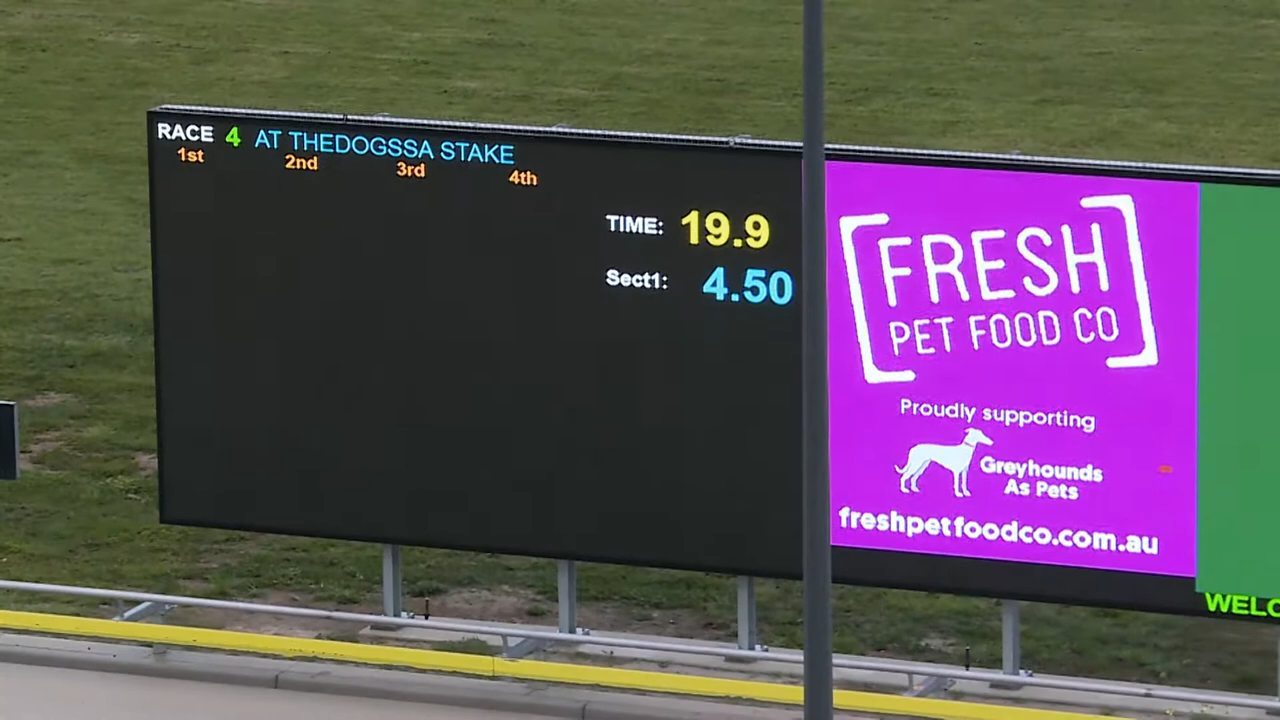 RACE 4 AT THEDOGSSA STAKE
1st 2nd 3rd 4th
TIME: 19.9
Sect1: 4.50
[FRESH
PET FOOD CO]
Proudly supporting
Greyhounds
As Pets
freshpetfoodco.com.au
WELC